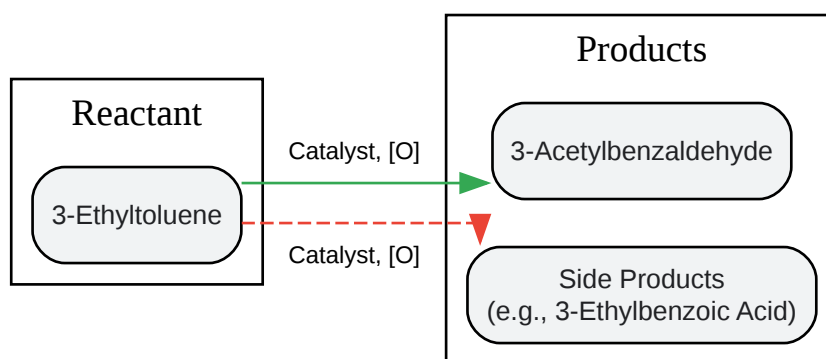 Products
Reactant
Catalyst, [O]
3-Acetylbenzaldehyde
3-Ethyltoluene
Catalyst, [O]
Side Products
(e.g., 3-Ethylbenzoic Acid)